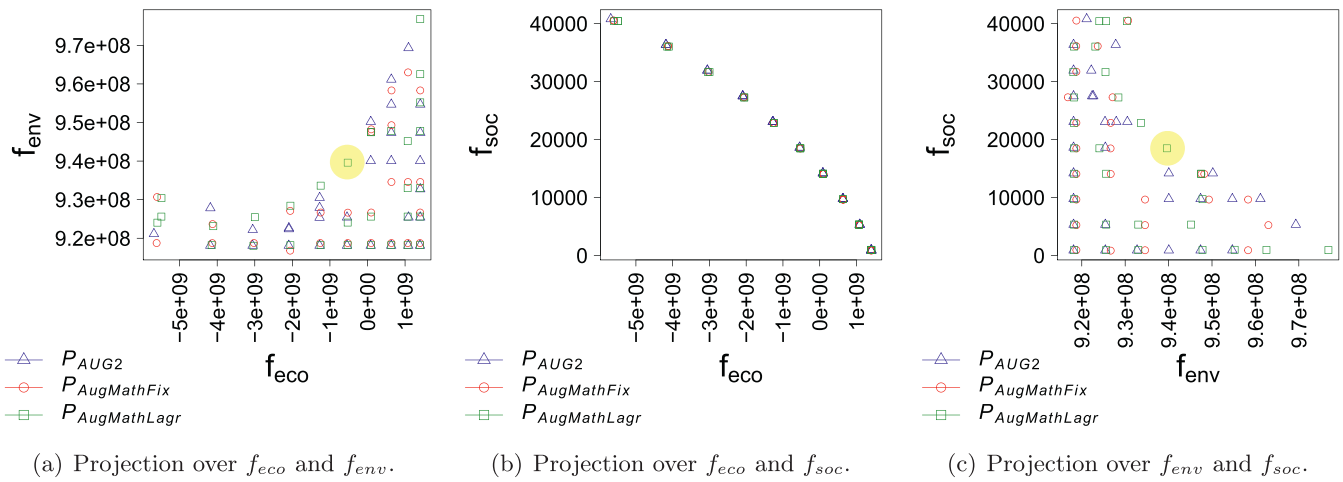 9.7e+08
9.6e+08
9.5e+08
9.4e+08
9.3e+08
9.2e+08
f_env
−5e+09 −4e+09 −3e+09 −2e+09 −1e+09 0e+00 1e+09
f_eco
P_AUG2
P_AugMathFix
P_AugMathLagr
(a) Projection over f_eco and f_env.
40000
30000
20000
10000
0
f_soc
−5e+09 −4e+09 −3e+09 −2e+09 −1e+09 0e+00 1e+09
f_eco
P_AUG2
P_AugMathFix
P_AugMathLagr
(b) Projection over f_eco and f_soc.
40000
30000
20000
10000
0
f_soc
9.2e+08 9.3e+08 9.4e+08 9.5e+08 9.6e+08 9.7e+08
f_env
P_AUG2
P_AugMathFix
P_AugMathLagr
(c) Projection over f_env and f_soc.